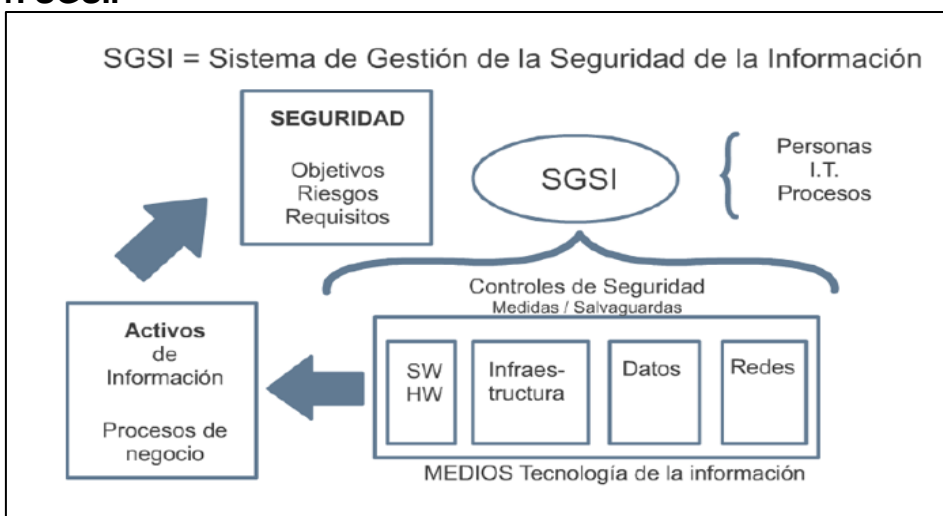 SGSI = Sistema de Gestión de la Seguridad de la Información
SEGURIDAD
Objetivos
Riesgos
Requisitos
SGSI
Personas
I.T.
Procesos
Controles de Seguridad
Medidas / Salvaguardas
Activos
de
Información
Procesos de
negocio
SW
HW
Infraes-
tructura
Datos
Redes
MEDIOS Tecnología de la información